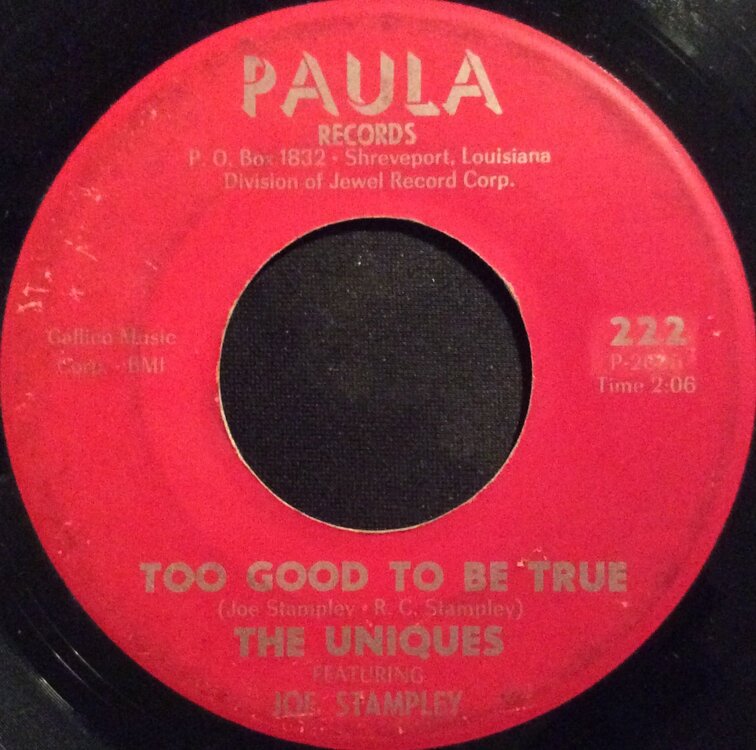 PAULA
RECORDS
P. O. Box 1832 · Shreveport, Louisiana
Division of Jewel Record Corp.
Gallico Music
Corp. - BMI
222
Time 2:06
TOO GOOD TO BE TRUE
(Joe Stampley · R. C. Stampley)
THE UNIQUES
FEATURING
JOE STAMPLEY